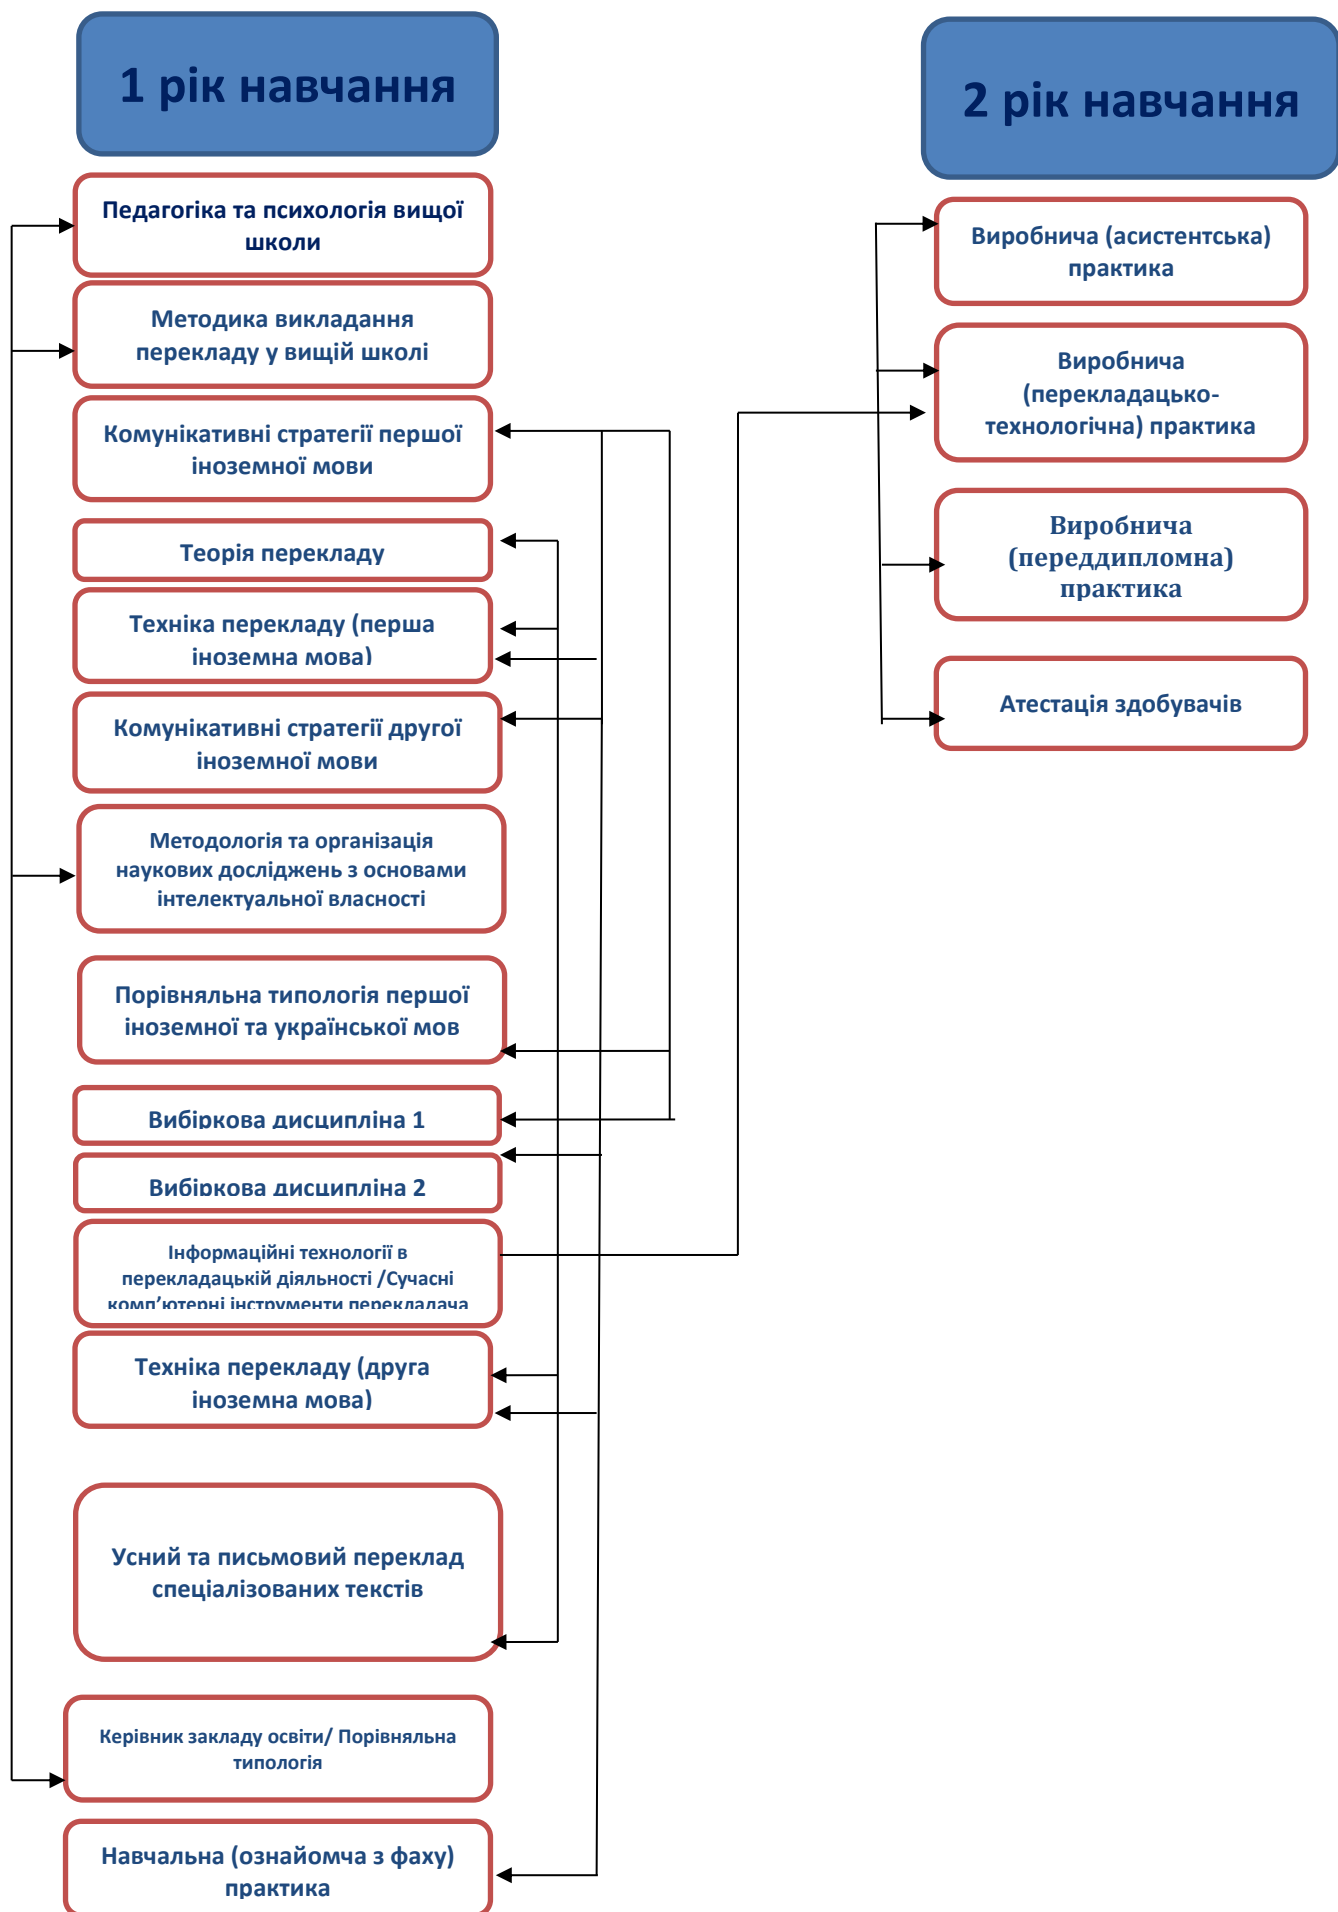 1 рік навчання
Педагогіка та психологія вищої
школи
Методика викладання
перекладу у вищій школі
Комунікативні стратегії першої
іноземної мови
Теорія перекладу
Техніка перекладу (перша
іноземна мова)
Комунікативні стратегії другої
іноземної мови
Методологія та організація
наукових досліджень з основами
інтелектуальної власності
Порівняльна типологія першої
іноземної та української мов
Вибіркова дисципліна 1
Вибіркова дисципліна 2
Інформаційні технології в
перекладацькій діяльності /Сучасні
комп’ютерні інструменти перекладача
Техніка перекладу (друга
іноземна мова)
Усний та письмовий переклад
спеціалізованих текстів
Керівник закладу освіти/ Порівняльна
типологія
Навчальна (ознайомча з фаху)
практика
2 рік навчання
Виробнича (асистентська)
практика
Виробнича
(перекладацько-
технологічна) практика
Виробнича
(переддипломна)
практика
Атестація здобувачів